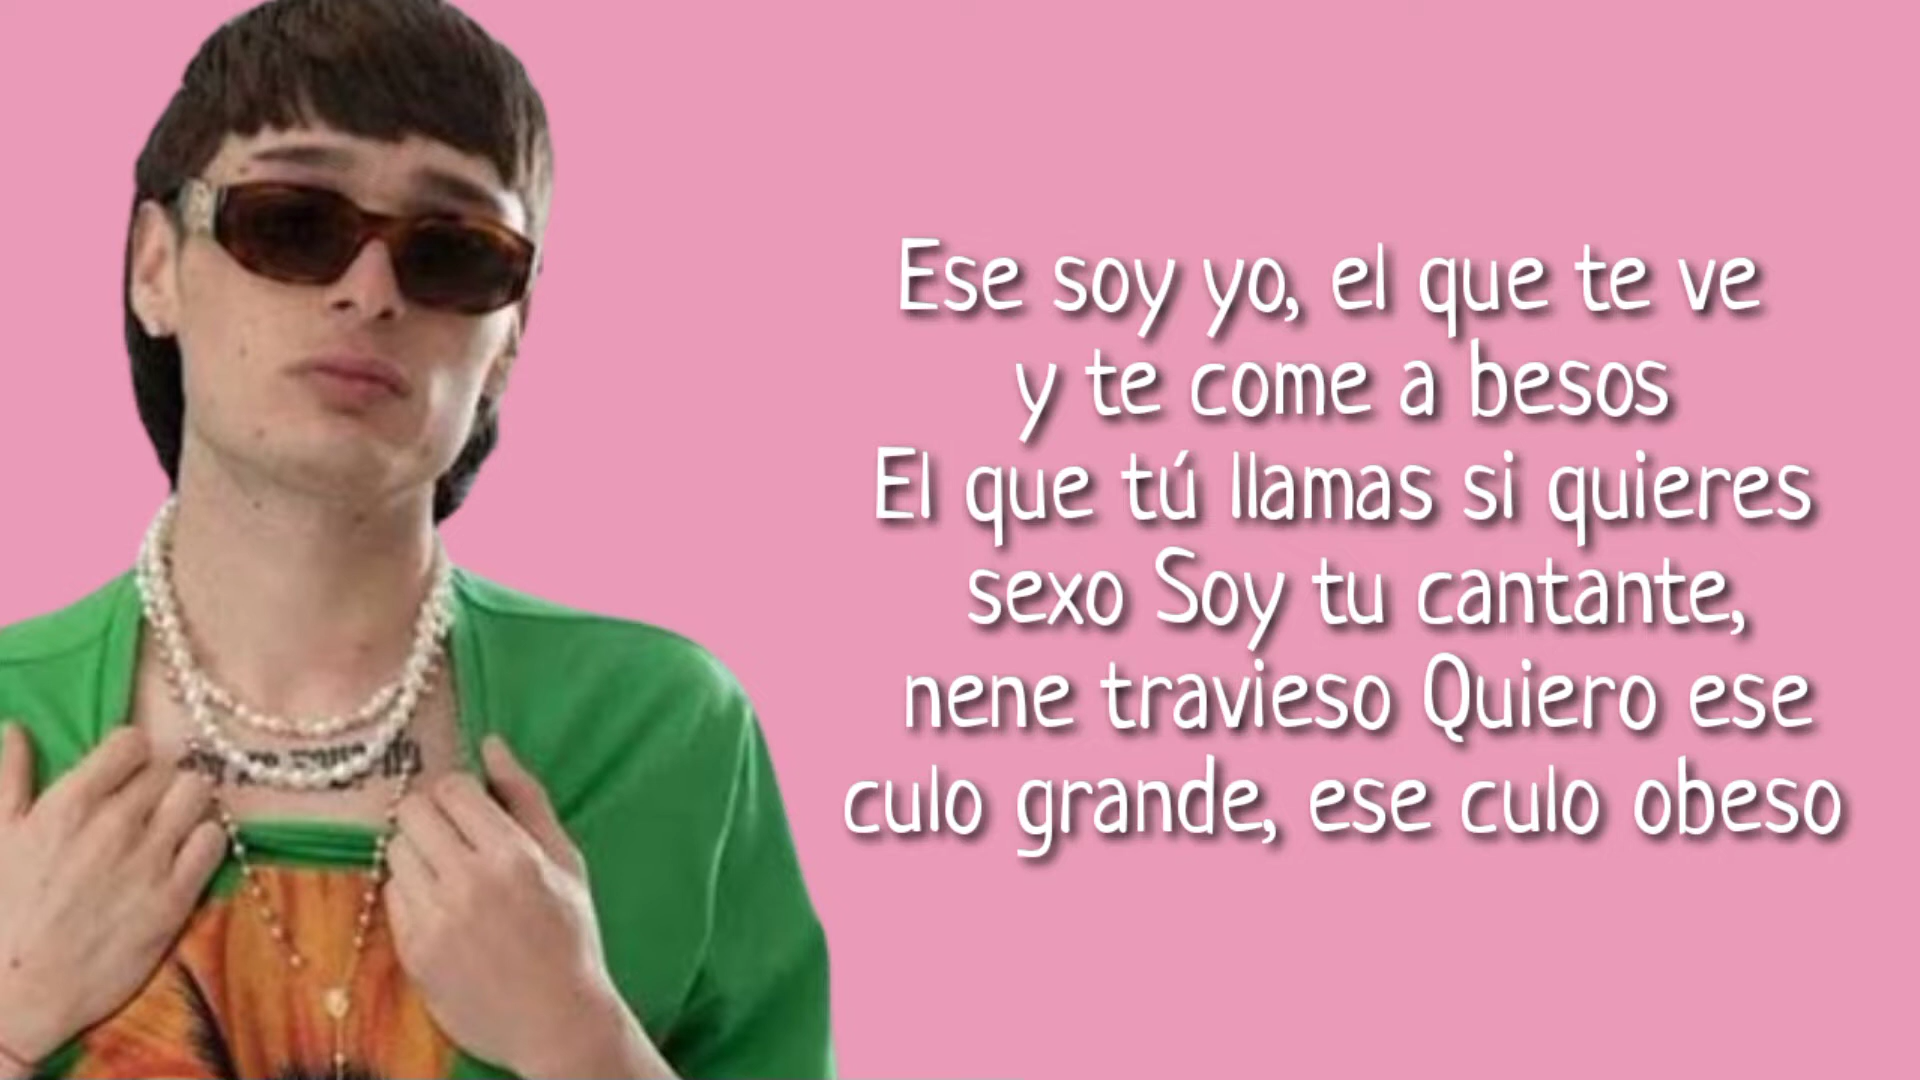 Ese soy yo, el que te ve
y te come a besos
El que tú llamas si quieres
sexo Soy tu cantante,
nene travieso Quiero ese
culo grande, ese culo obeso